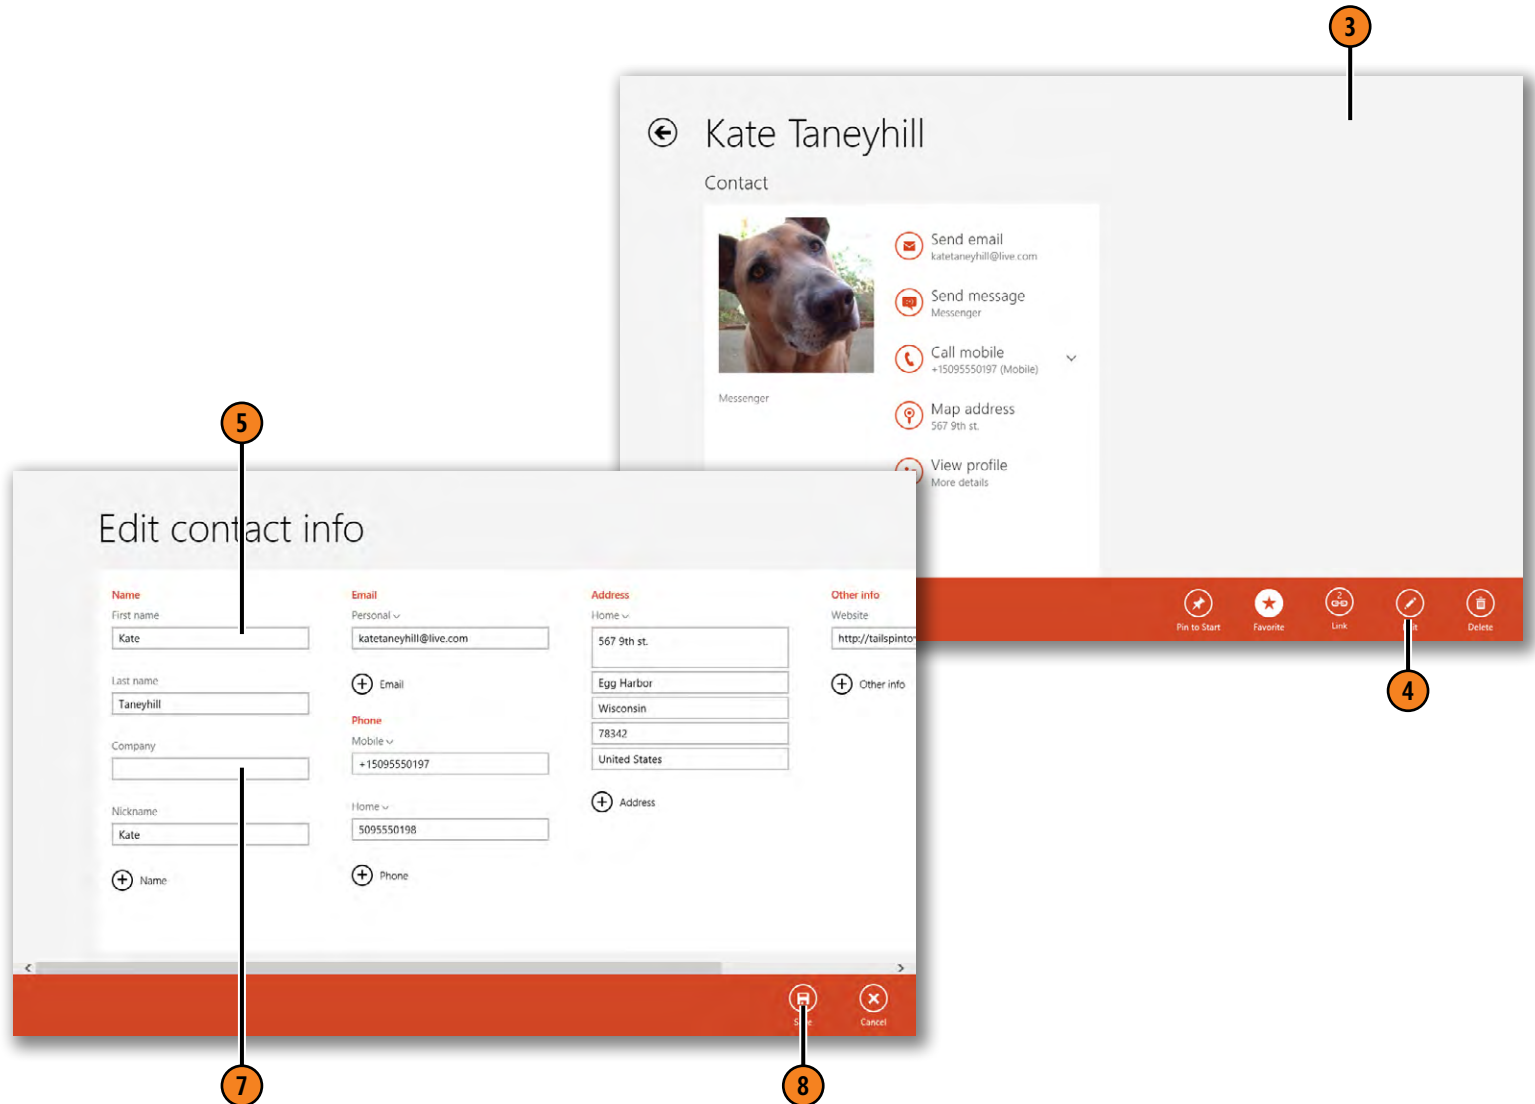 3
Kate Taneyhill
Contact
Send email
katetaneyhill@live.com
Send message
Messenger
Call mobile
+15095550197 (Mobile)
Messenger
Map address
567 9th st.
View profile
More details
Pin to Start
Favorite
2
Link
Delete
4
5
Edit contact info
Name
First name
Kate
Last name
Taneyhill
Company
Nickname
Kate
Name
Email
Personal
katetaneyhill@live.com
Email
Phone
Mobile
+15095550197
Home
5095550198
Phone
Address
Home
567 9th st.
Egg Harbor
Wisconsin
78342
United States
Address
Other info
Website
http://tailspinto
Other info
Cancel
7
8